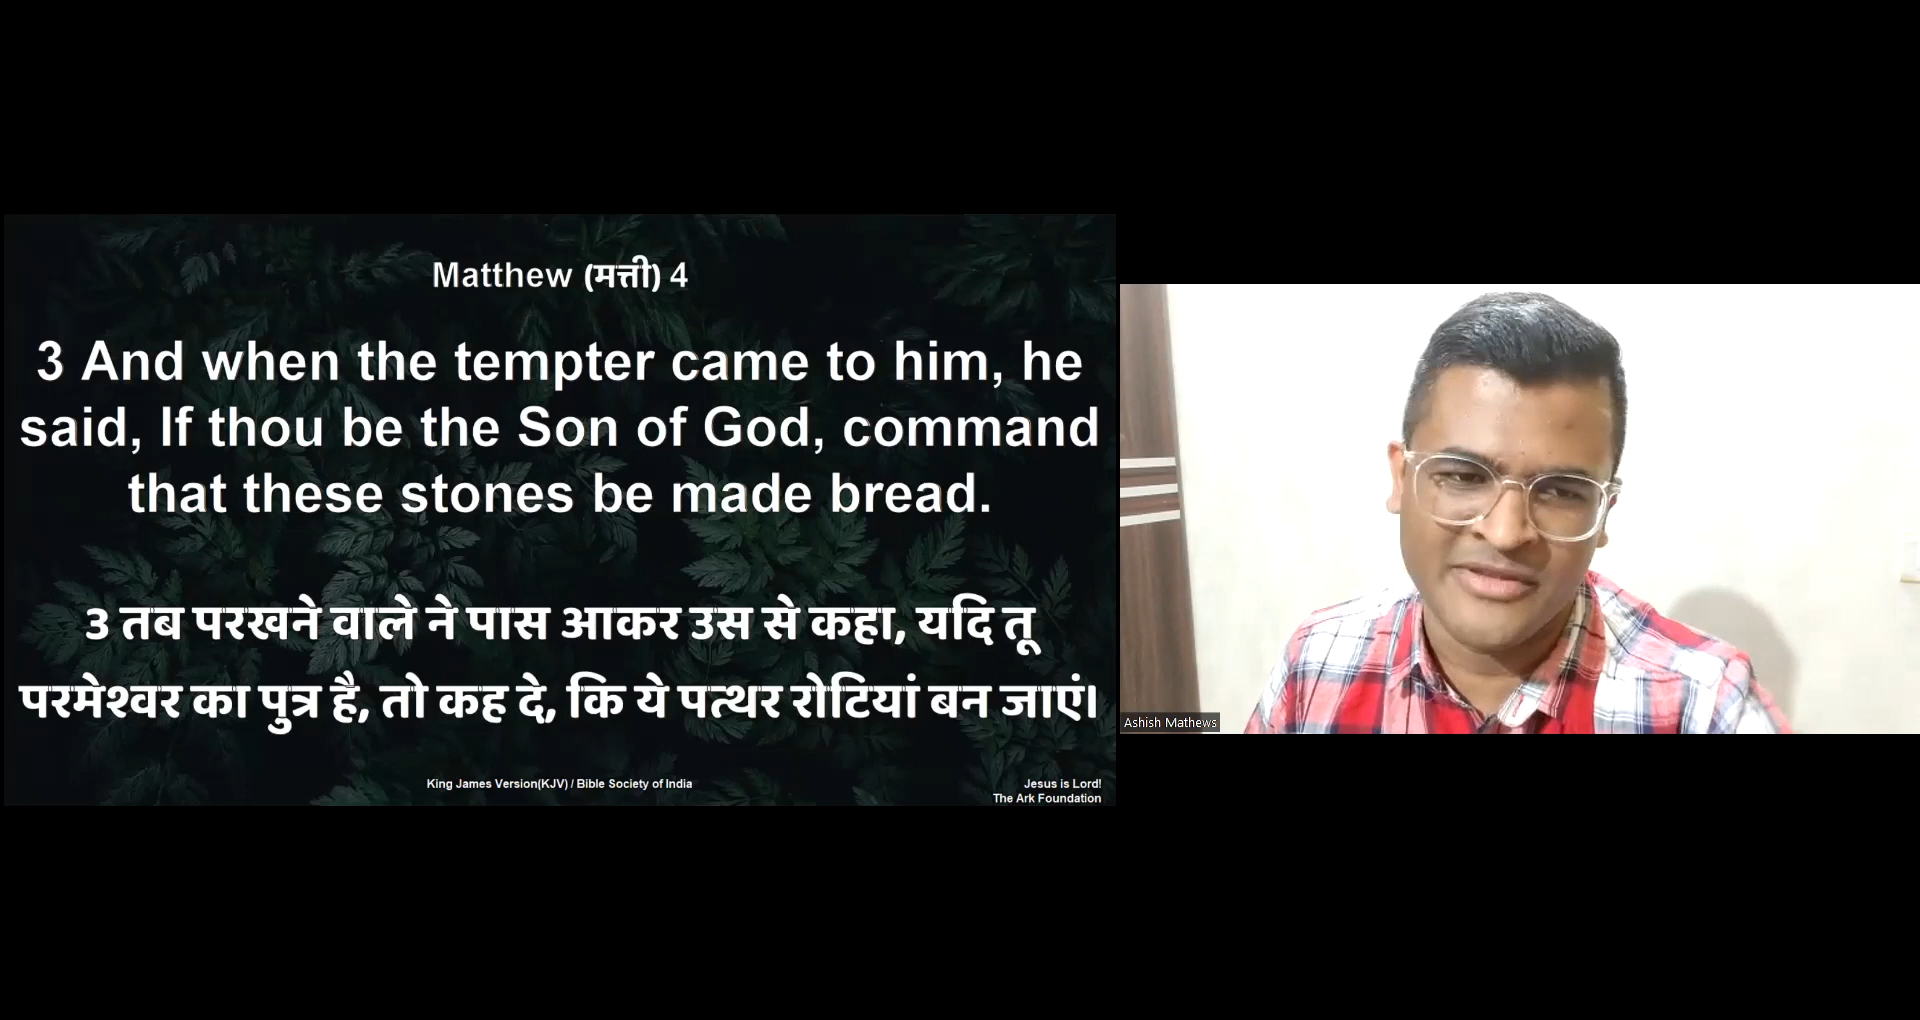 Matthew (मत्ती) 4
3 And when the tempter came to him, he
said, If thou be the Son of God, command
that these stones be made bread.
3 तब परखने वाले ने पास आकर उस से कहा, यदि तू
परमेश्वर का पुत्र है, तो कह दे, कि ये पत्थर रोटियां बन जाएं।
King James Version(KJV) / Bible Society of India
Jesus is Lord!
The Ark Foundation
Ashish Mathews